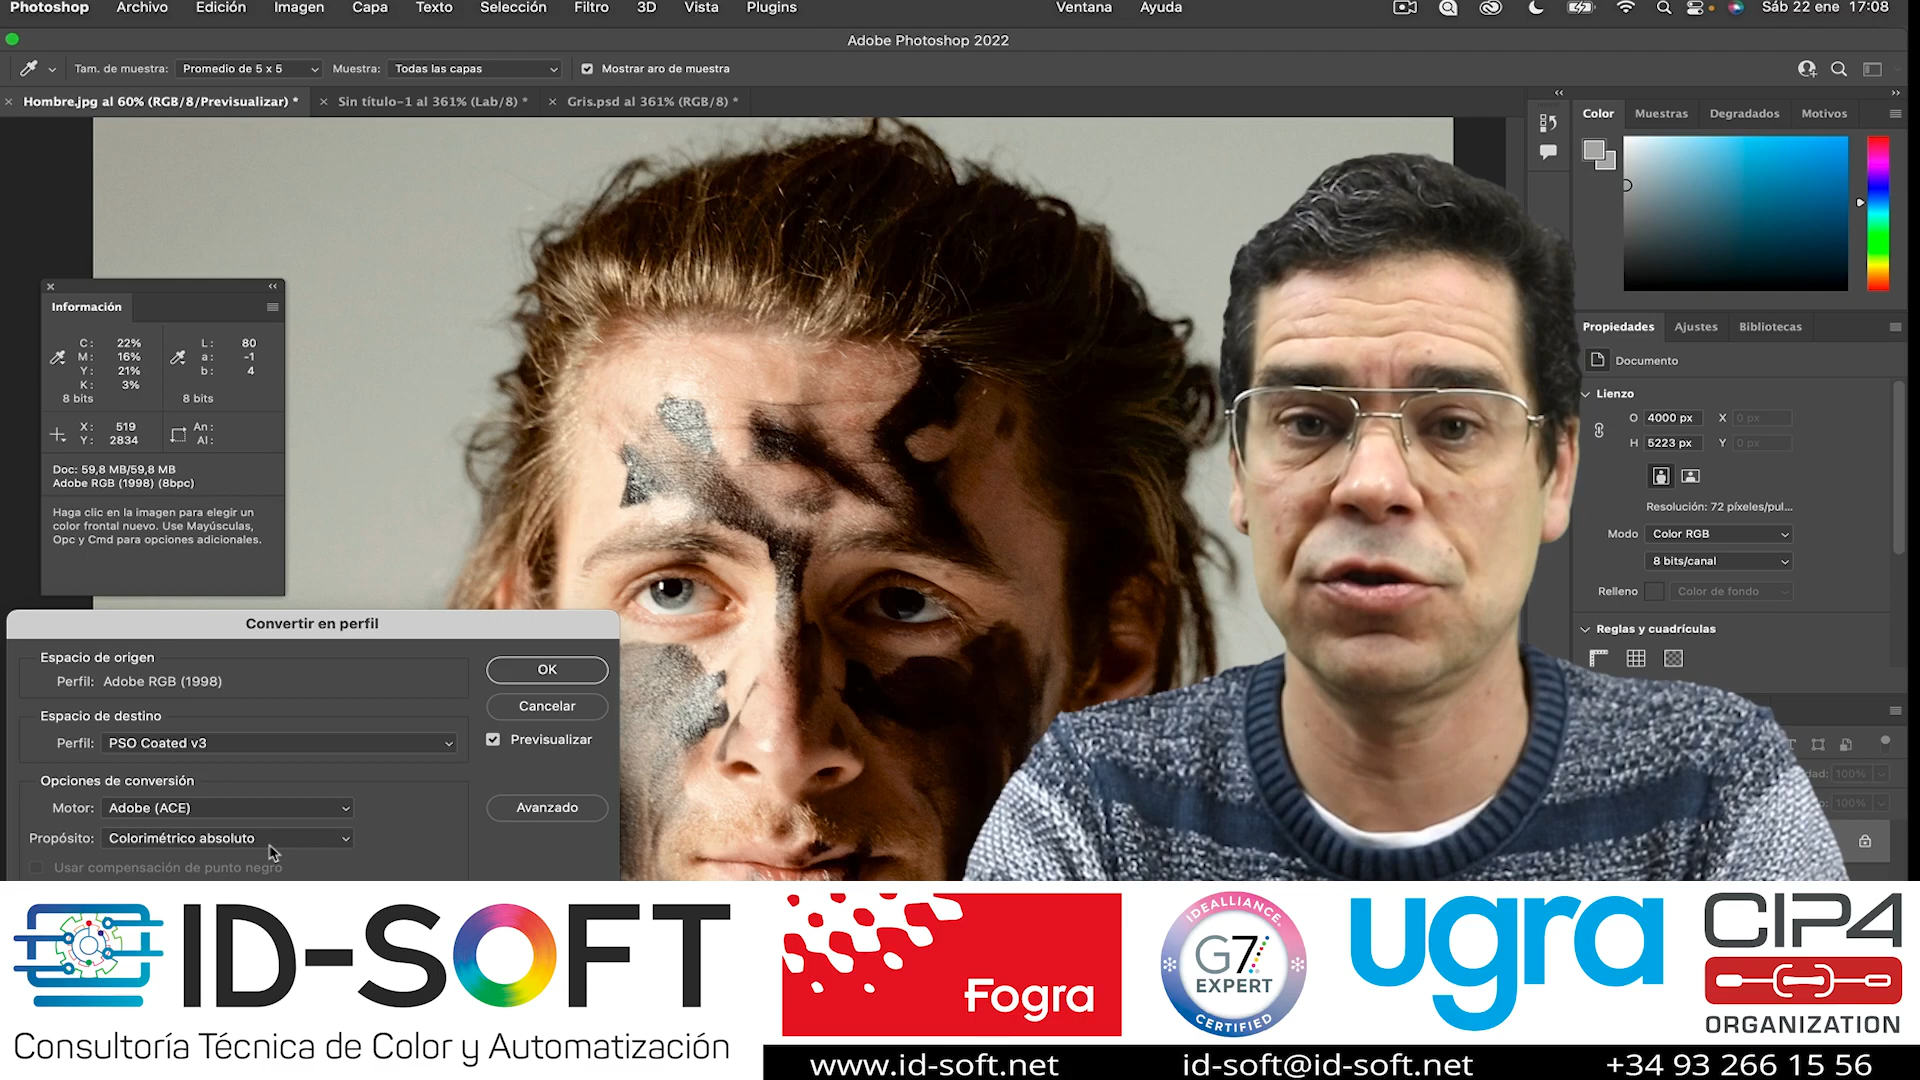 Photoshop Archivo Edición Imagen Capa Texto Selección Filtro 3D Vista Plugins Ventana Ayuda Sáb 22 ene 17:08
Adobe Photoshop 2022
Tam. de muestra: Promedio de 5 x 5 Muestra: Todas las capas Mostrar aro de muestra
Hombre.jpg al 60% (RGB/8/Previsualizar) * Sin título-1 al 361% (Lab/8) * Gris.psd al 361% (RGB/8) *
Color Muestras Degradados Motivos
Información
C: 22% L: 80
M: 16% a: -1
Y: 21% b: 4
K: 3%
8 bits 8 bits
X: 519 An:
Y: 2834 Al:
Doc: 59,8 MB/59,8 MB
Adobe RGB (1998) (8bpc)
Haga clic en la imagen para elegir un
color frontal nuevo. Use Mayúsculas,
Opc y Cmd para opciones adicionales.
Propiedades Ajustes Bibliotecas
Documento
Lienzo
O 4000 px X 0 px
H 5223 px Y 0 px
Resolución: 72 píxeles/pul...
Modo Color RGB
8 bits/canal
Relleno Color de fondo
Reglas y cuadrículas
dad: 100%
o: 100%
Convertir en perfil
Espacio de origen
Perfil: Adobe RGB (1998)
Espacio de destino
Perfil: PSO Coated v3
Opciones de conversión
Motor: Adobe (ACE)
Propósito: Colorimétrico absoluto
Usar compensación de punto negro
OK
Cancelar
Previsualizar
Avanzado
ID-SOFT
Consultoría Técnica de Color y Automatización
Fogra
IDEALLIANCE.
G7
EXPERT
CERTIFIED
ugra
CIP4
ORGANIZATION
www.id-soft.net id-soft@id-soft.net +34 93 266 15 56